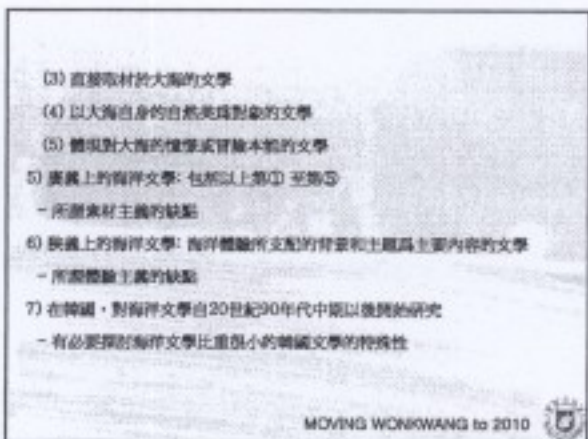 (3) 直接取材於大海的文學
(4) 以大海自身的自然美爲對象的文學
(5) 體現對大海的憧憬或冒險本能的文學
5) 廣義上的海洋文學: 包括以上第① 至第⑤
- 所謂素材主義的缺點
6) 狹義上的海洋文學: 海洋體驗所支配的背景和主題爲主要內容的文學
- 所謂體驗主義的缺點
7) 在韓國，對海洋文學自20世紀90年代中期以後開始研究
- 有必要探討海洋文學比重很小的韓國文學的特殊性
MOVING WONKWANG to 2010